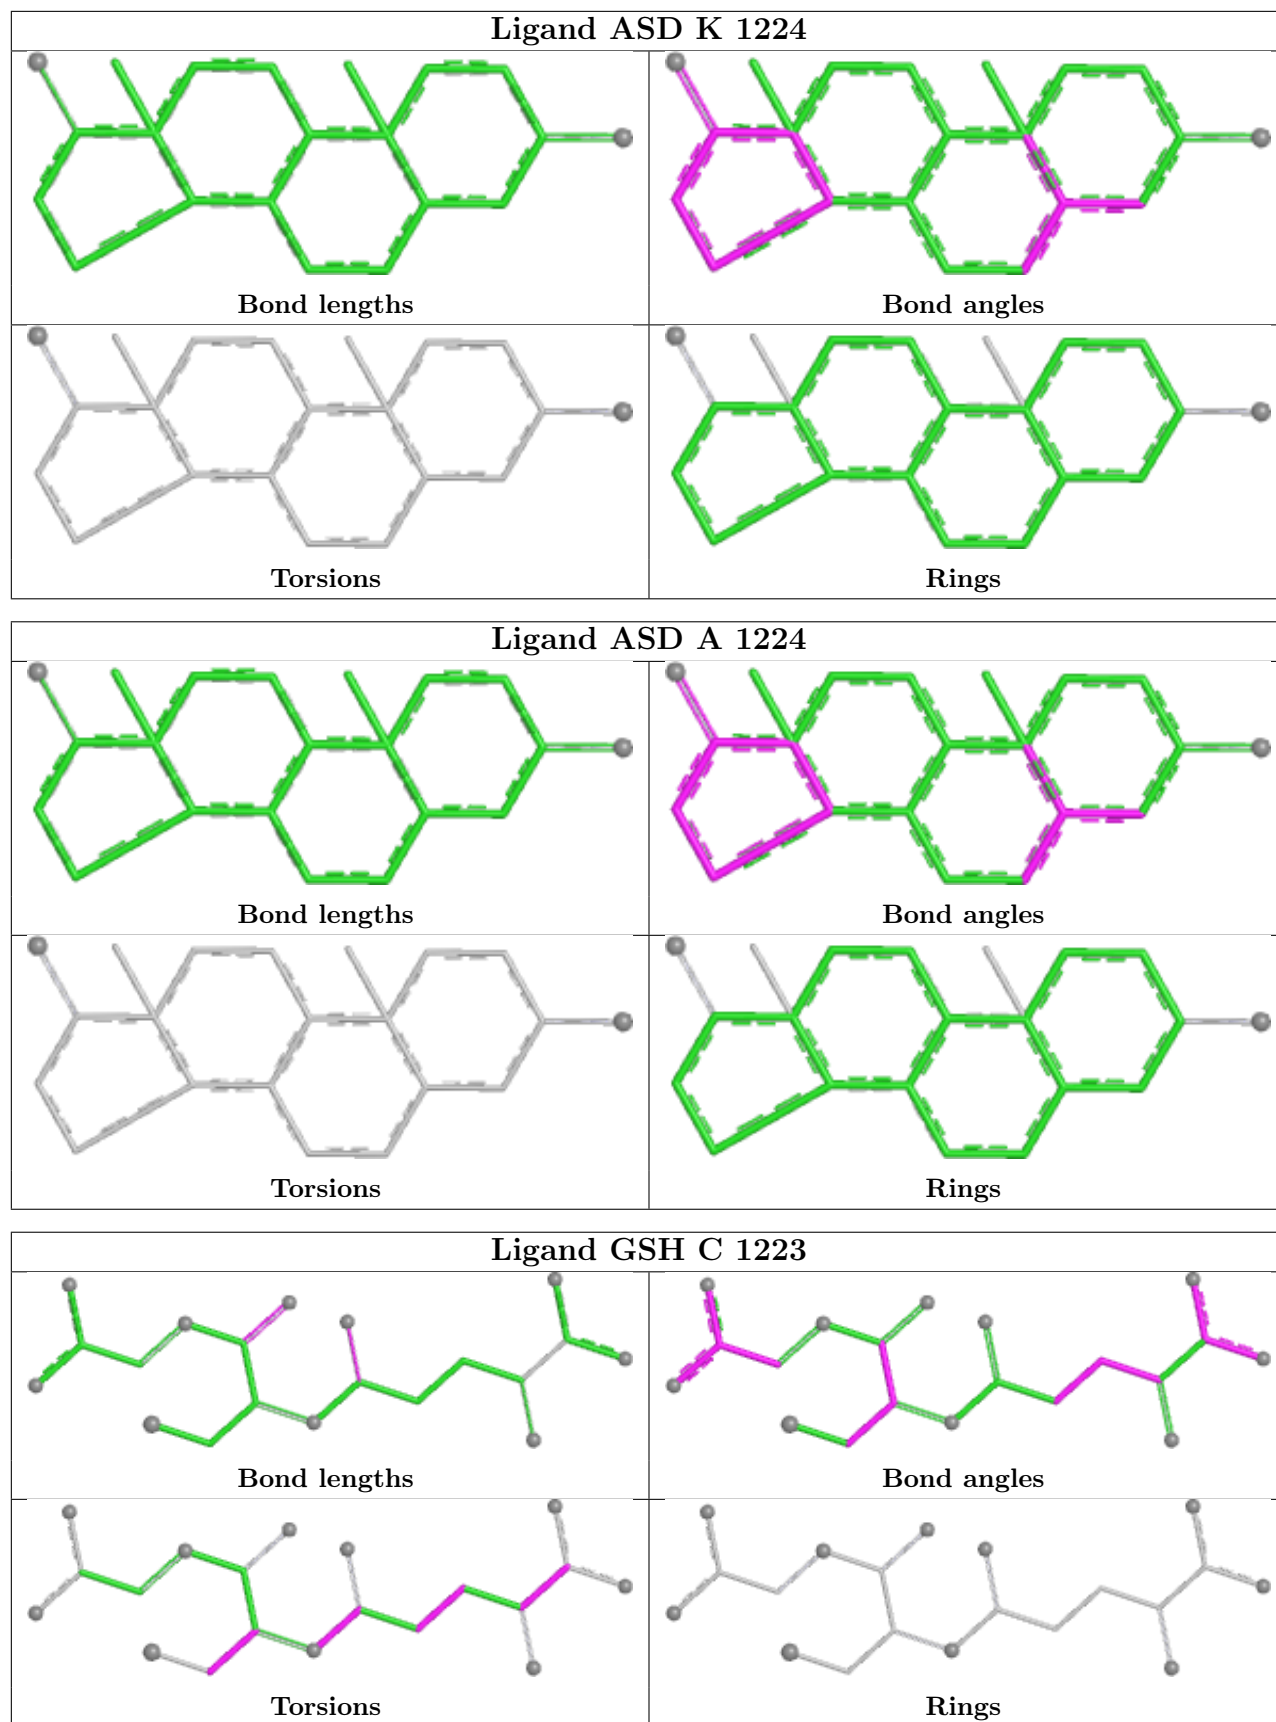 Ligand ASD K 1224
Bond lengths
Bond angles
Torsions
Rings
Ligand ASD A 1224
Bond lengths
Bond angles
Torsions
Rings
Ligand GSH C 1223
Bond lengths
Bond angles
Torsions
Rings